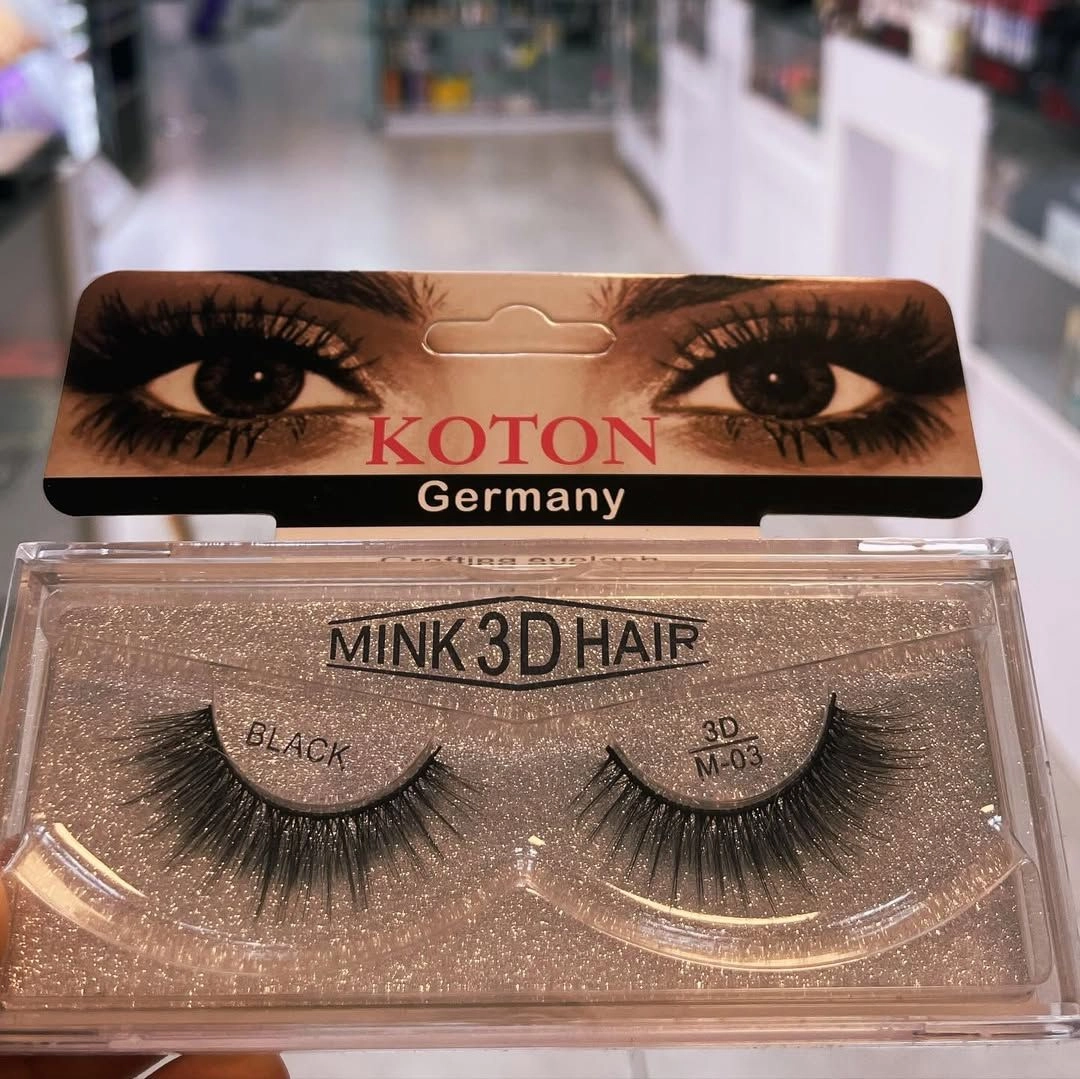 KOTON
Germany
MINK 3D HAIR
BLACK
3D
M-03